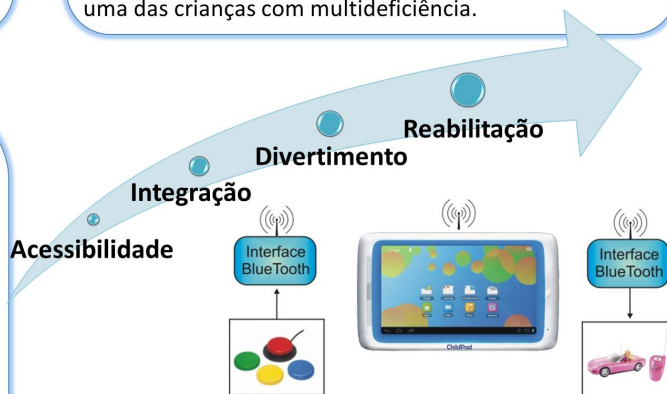 uma das crianças com multideficiência.
Reabilitação
Divertimento
Integração
Acessibilidade
Interface
BlueTooth
Interface
BlueTooth
ChildPad